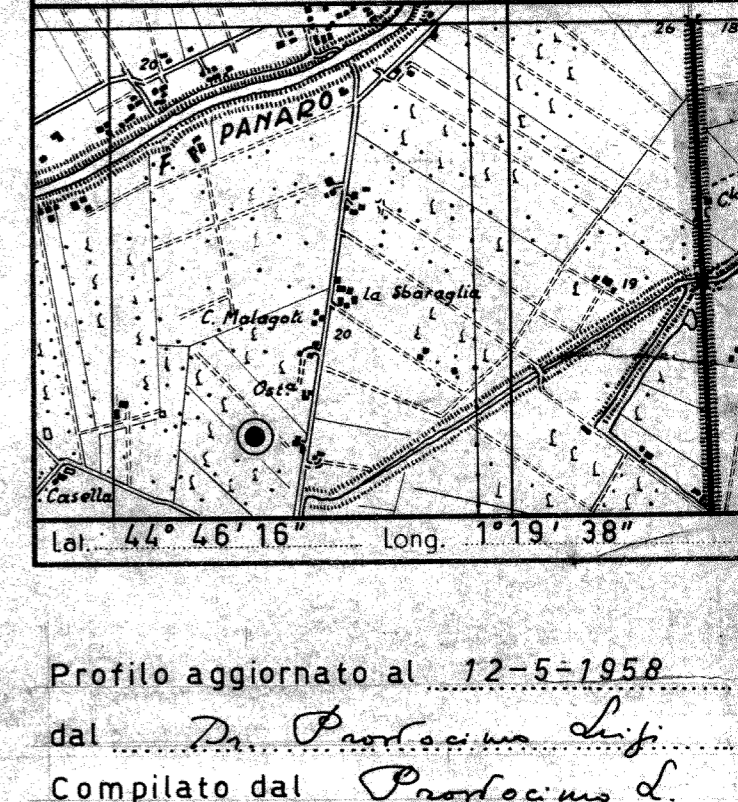 26 18
20
F. PANARO
19
la Sbaraglia
C. Malagoli
20
Ost.a
Casella
Lat. 44° 46' 16" Long. 1° 19' 38"
Profilo aggiornato al 12-5-1958
dal Dr. Prosdocimo Luigi
Compilato dal Prosdocimo L.